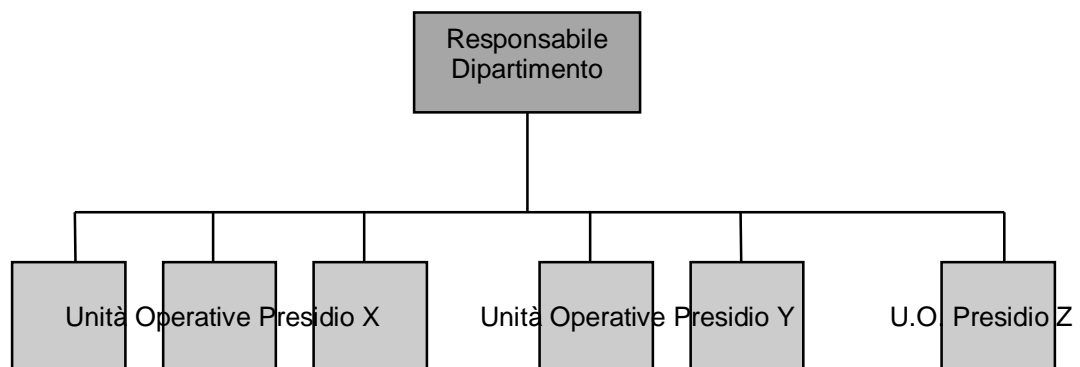 Responsabile
Dipartimento
Unità Operative Presidio X
Unità Operative Presidio Y
U.O. Presidio Z